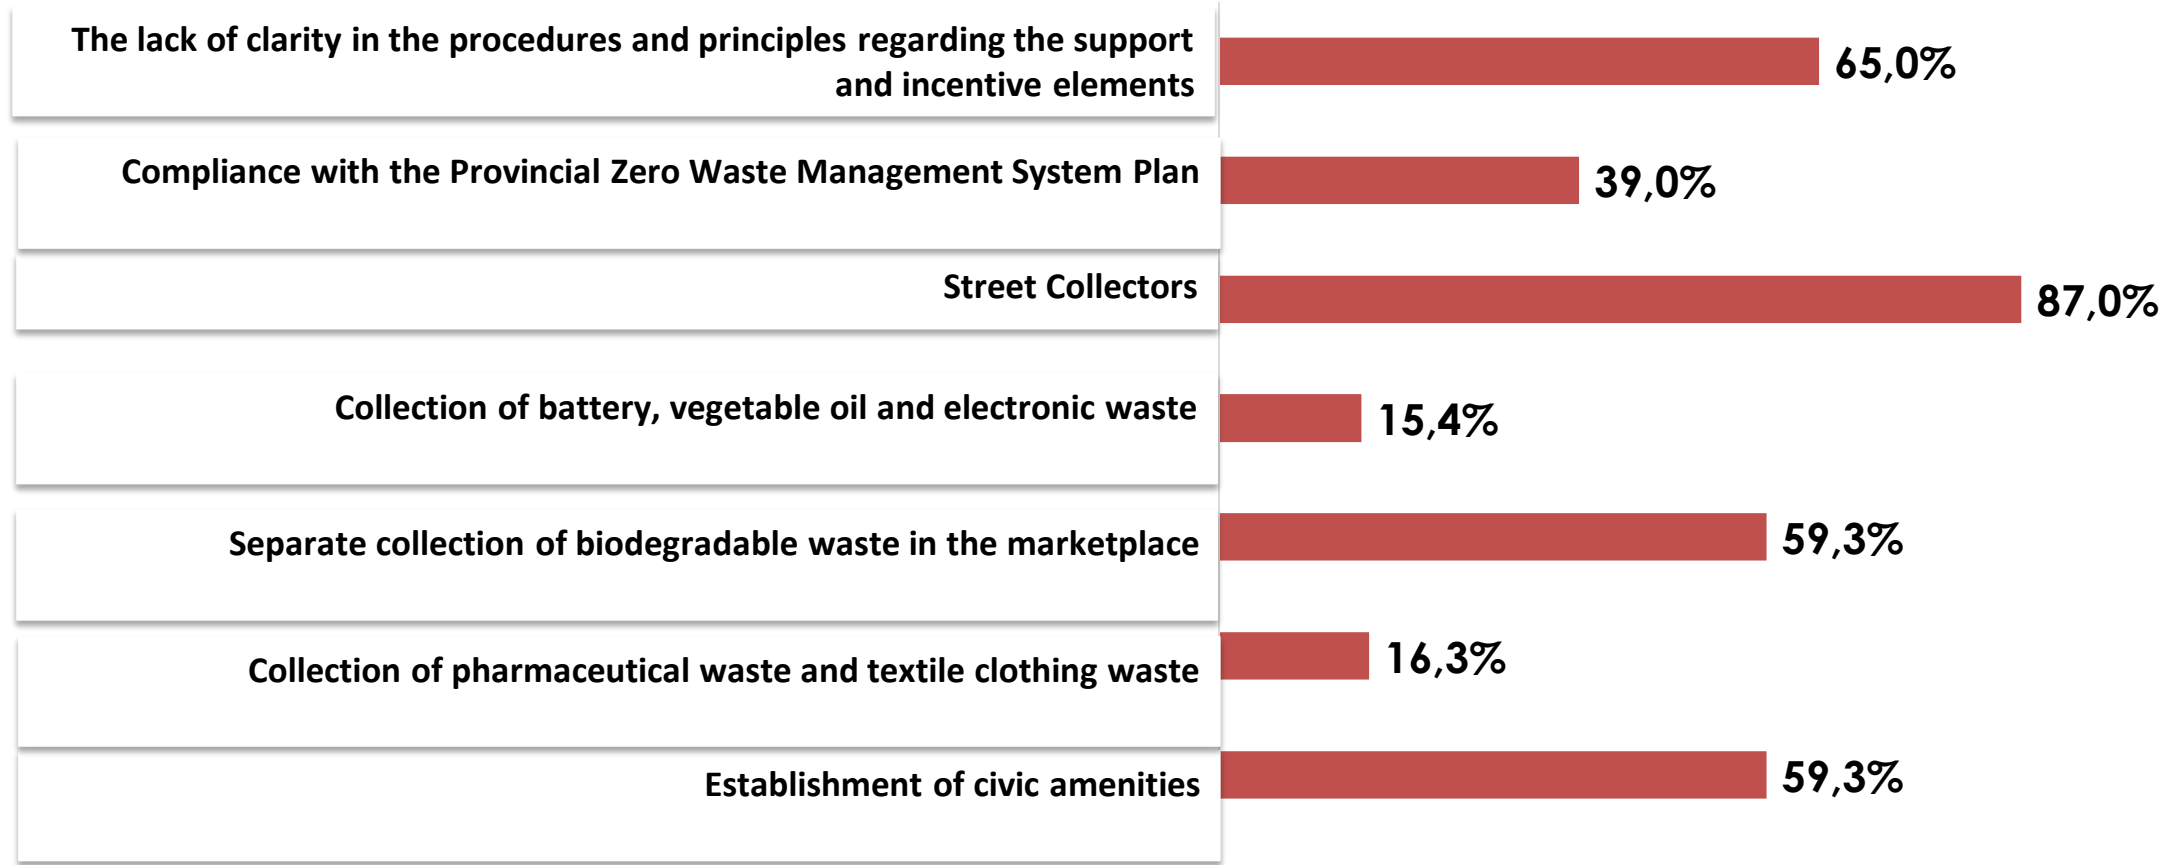 The lack of clarity in the procedures and principles regarding the support
and incentive elements
65,0%
Compliance with the Provincial Zero Waste Management System Plan
39,0%
Street Collectors
87,0%
Collection of battery, vegetable oil and electronic waste
15,4%
Separate collection of biodegradable waste in the marketplace
59,3%
Collection of pharmaceutical waste and textile clothing waste
16,3%
Establishment of civic amenities
59,3%